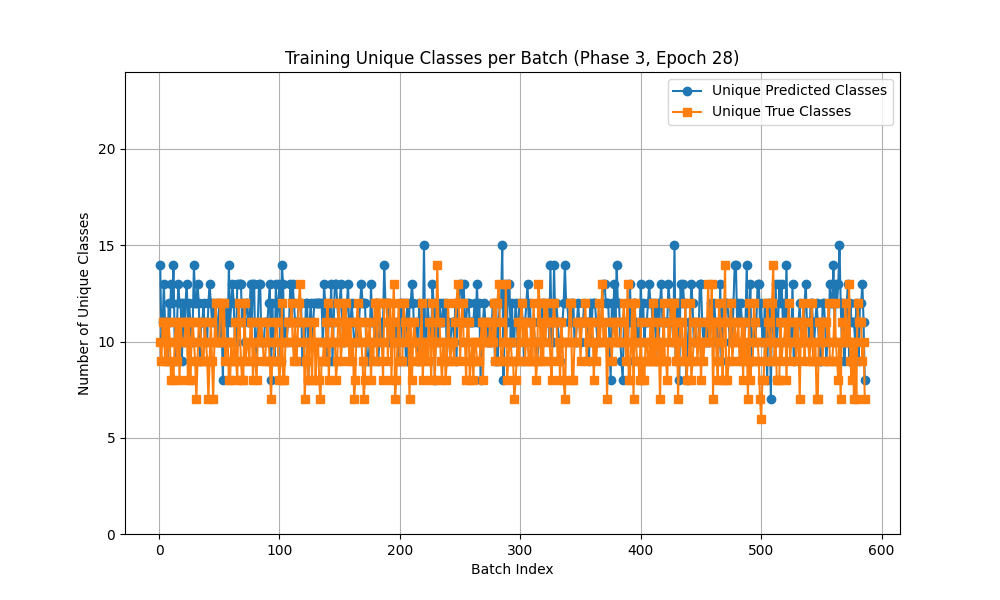 Training Unique Classes per Batch (Phase 3, Epoch 28)
Unique Predicted Classes
Unique True Classes
Number of Unique Classes
20
15
10
5
0
0 100 200 300 400 500 600
Batch Index